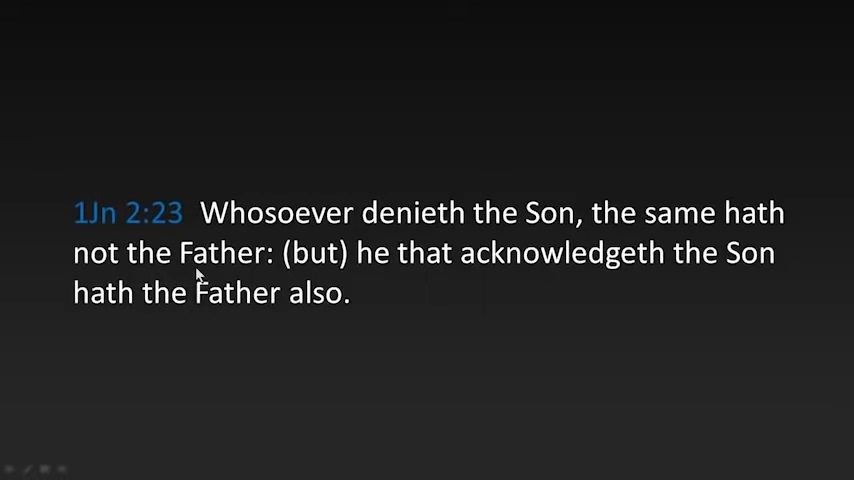 1Jn 2:23 Whosoever denieth the Son, the same hath
not the Father: (but) he that acknowledgeth the Son
hath the Father also.